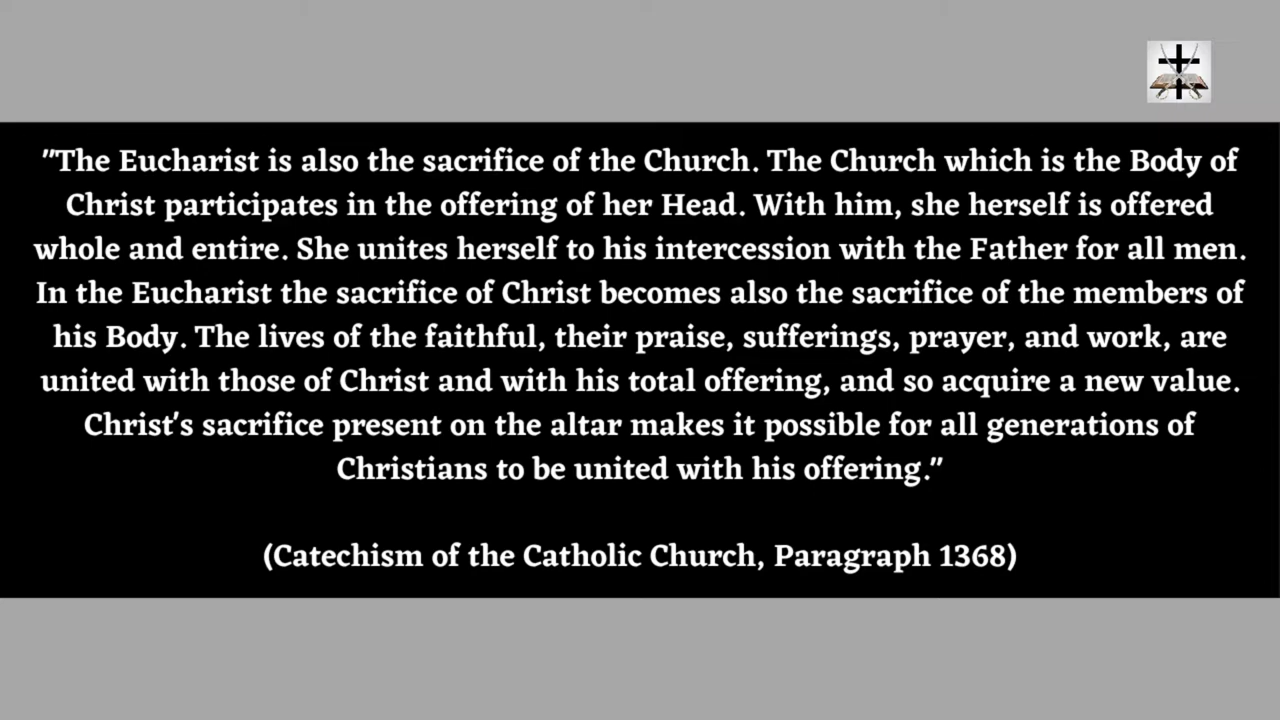 "The Eucharist is also the sacrifice of the Church. The Church which is the Body of
Christ participates in the offering of her Head. With him, she herself is offered
whole and entire. She unites herself to his intercession with the Father for all men.
In the Eucharist the sacrifice of Christ becomes also the sacrifice of the members of
his Body. The lives of the faithful, their praise, sufferings, prayer, and work, are
united with those of Christ and with his total offering, and so acquire a new value.
Christ's sacrifice present on the altar makes it possible for all generations of
Christians to be united with his offering."
(Catechism of the Catholic Church, Paragraph 1368)